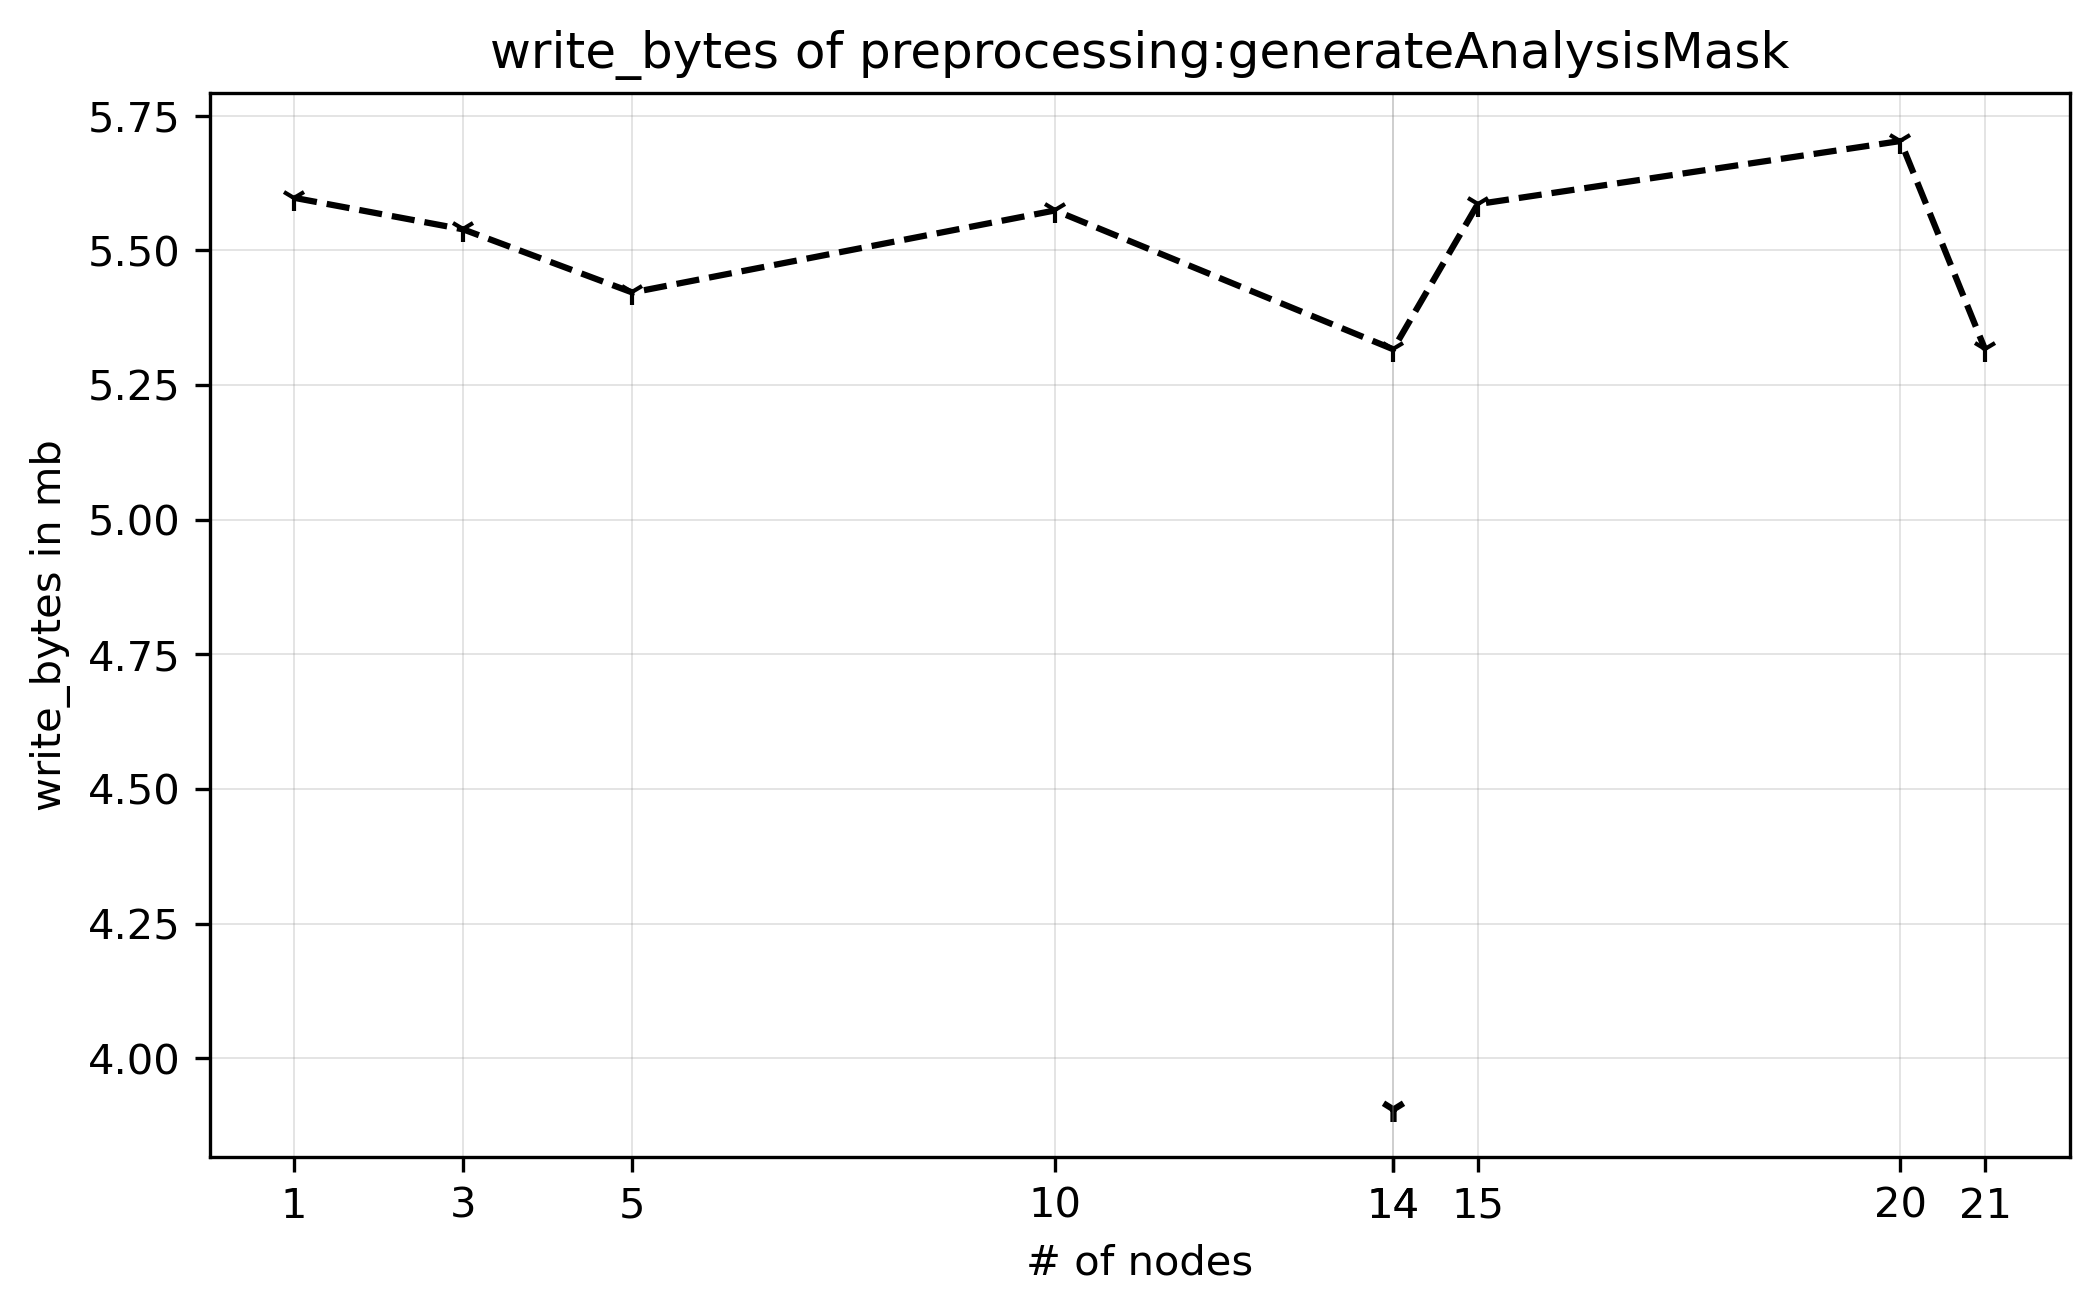 write_bytes of preprocessing:generateAnalysisMask
5.75
5.50
5.25
5.00
4.75
4.50
4.25
4.00
write_bytes in mb
1 3 5 10 14 15 20 21
# of nodes